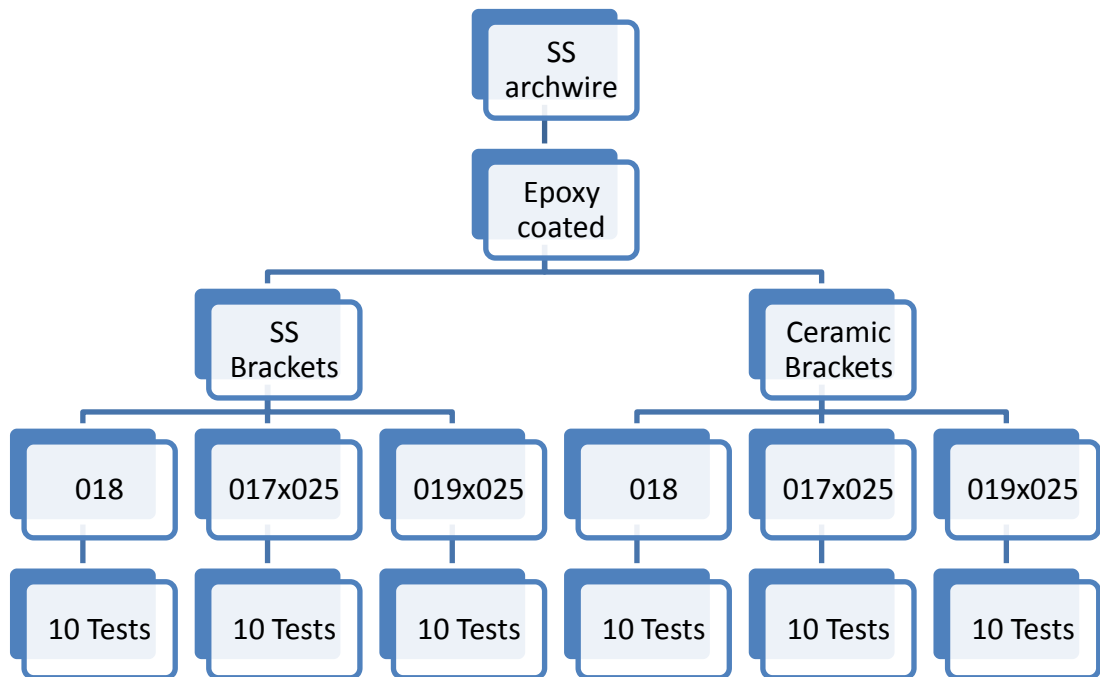 SS
archwire
Epoxy
coated
SS
Brackets
Ceramic
Brackets
018
017x025
019x025
018
017x025
019x025
10 Tests
10 Tests
10 Tests
10 Tests
10 Tests
10 Tests